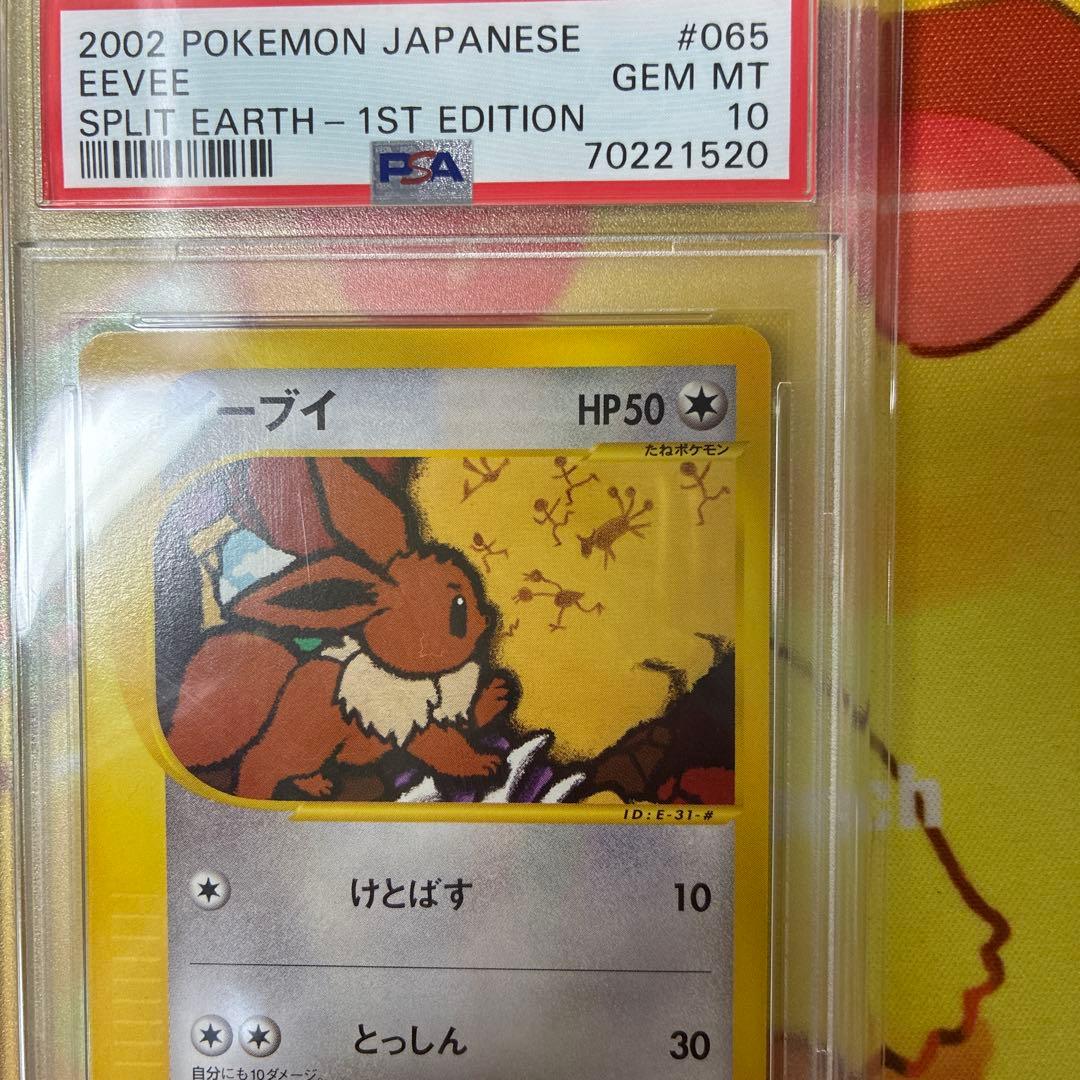 2002 POKEMON JAPANESE #065
EEVEE GEM MT
SPLIT EARTH – 1ST EDITION 10
PSA 70221520
イーブイ HP50
たねポケモン
ID:E-31-#
けとばす 10
とっしん 30
自分にも10ダメージ。